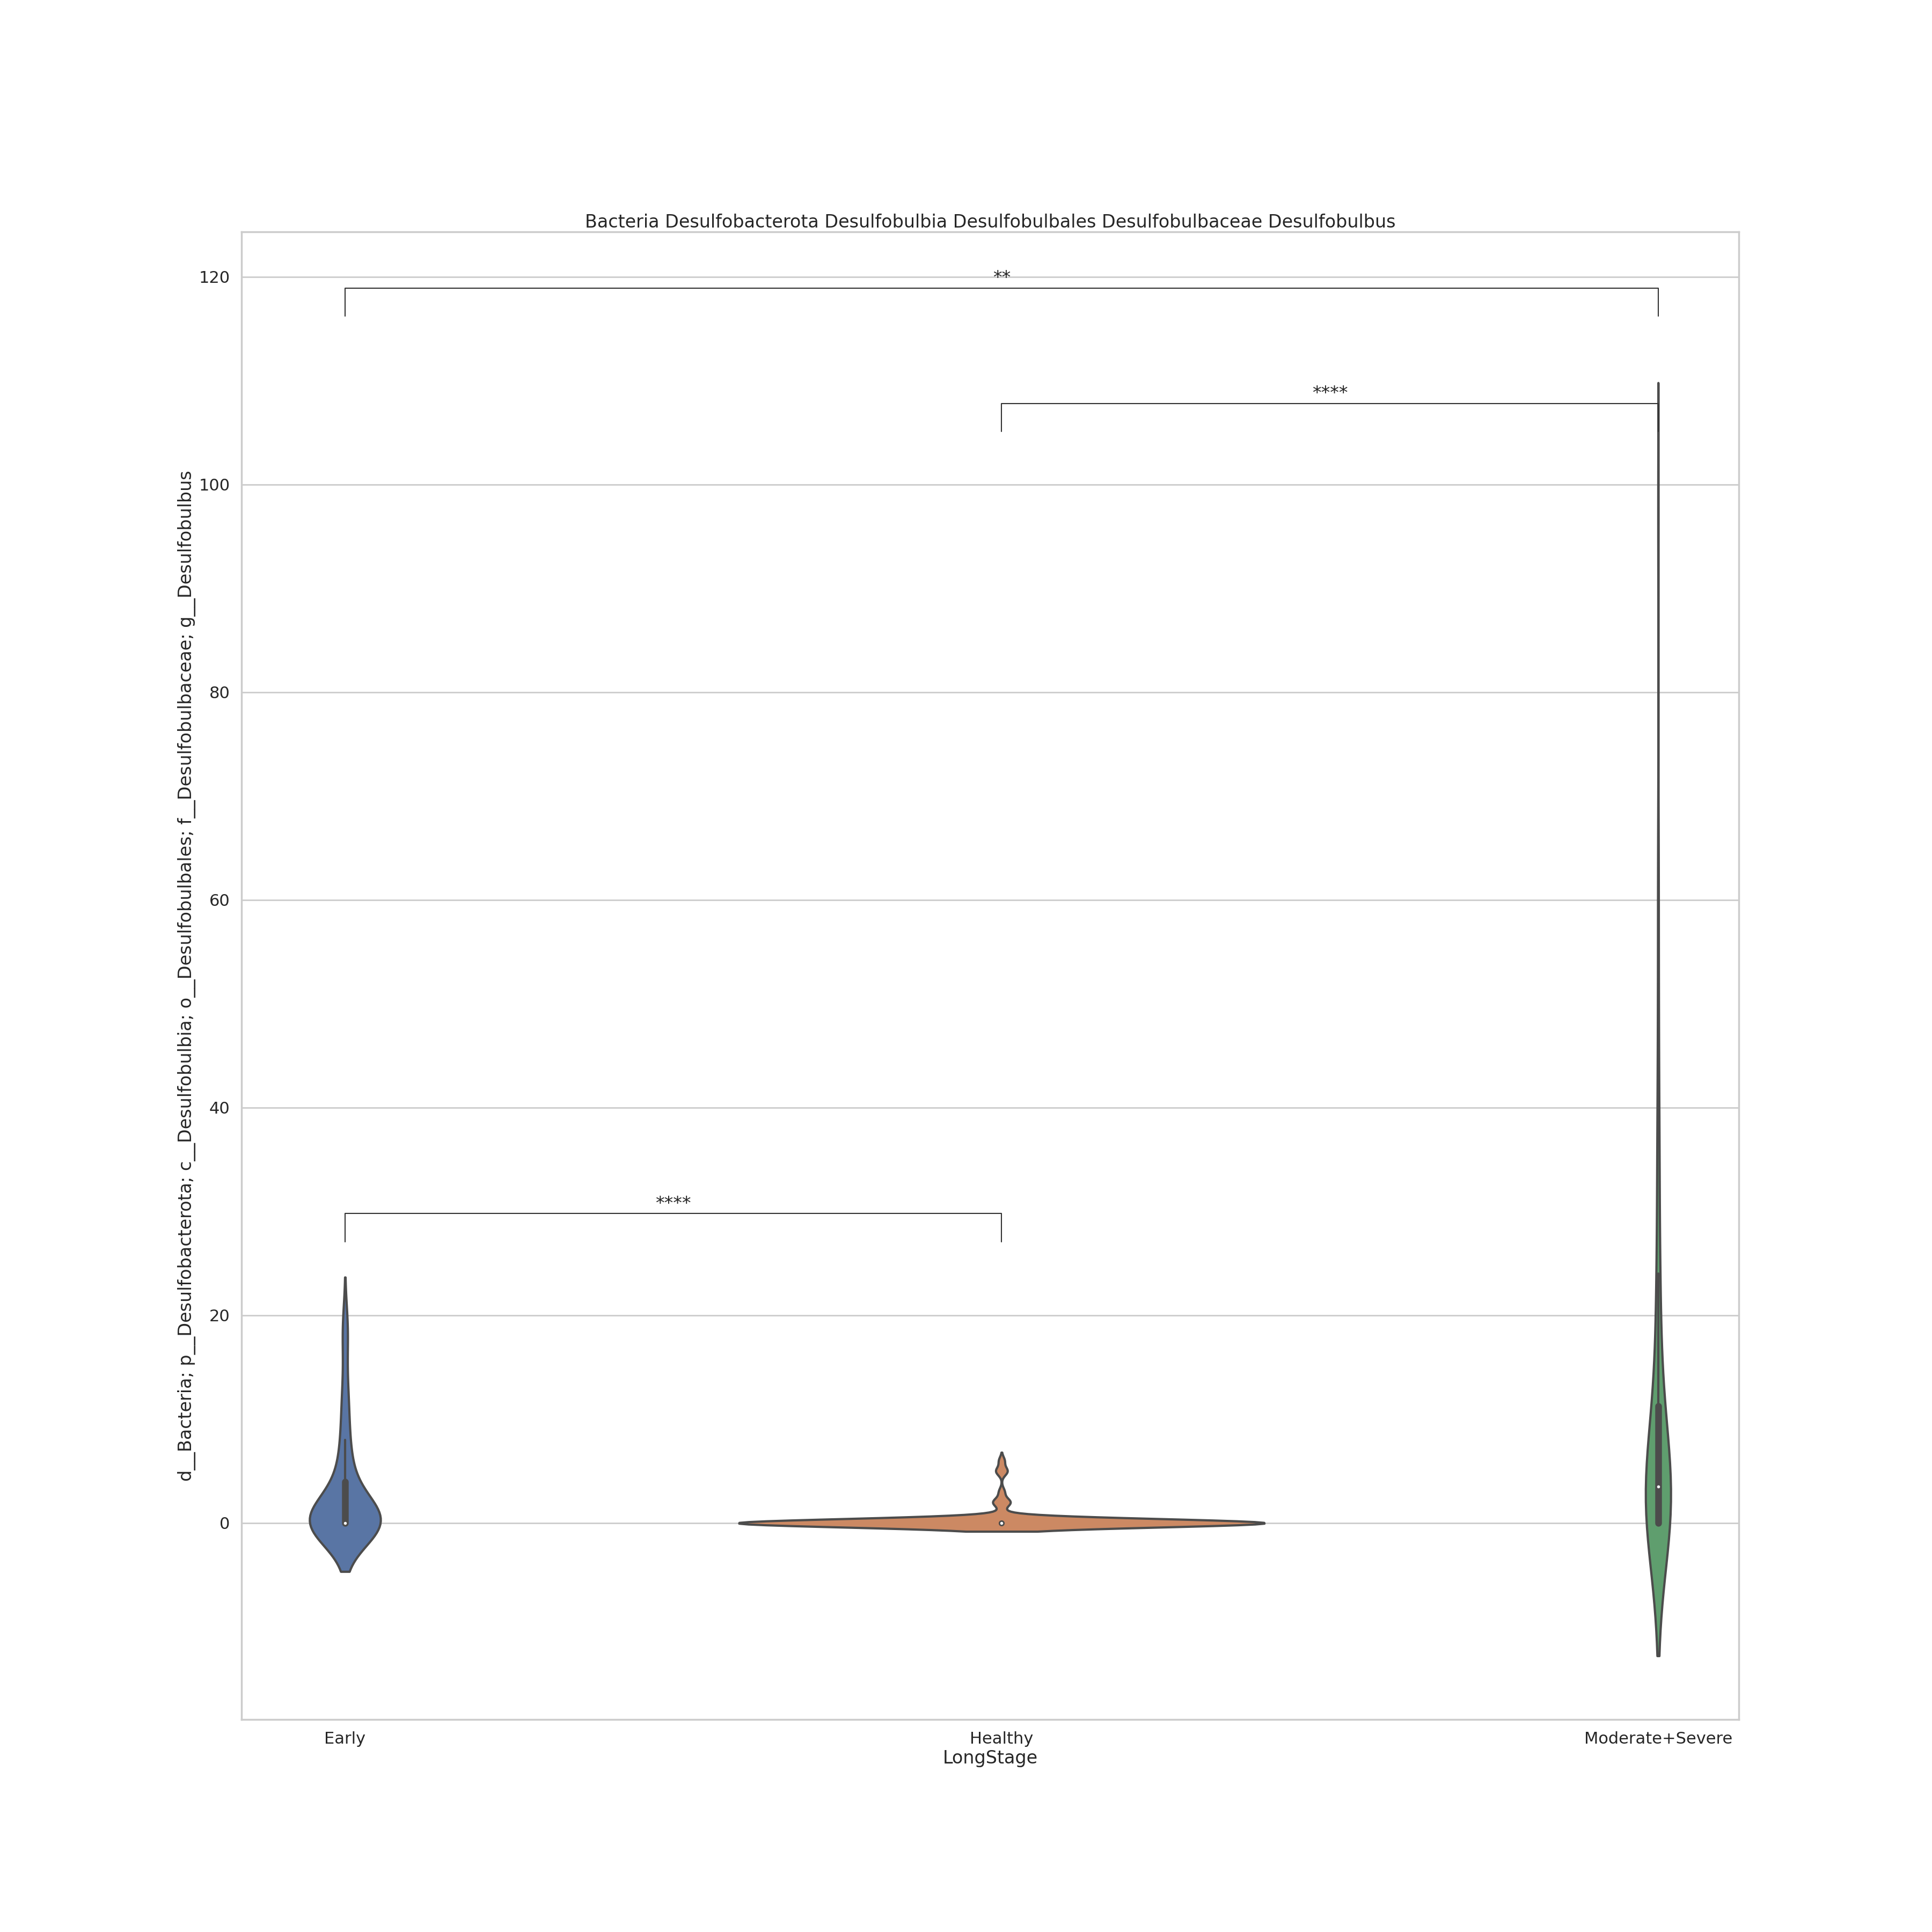 Bacteria Desulfobacterota Desulfobulbia Desulfobulbales Desulfobulbaceae Desulfobulbus
d__Bacteria; p__Desulfobacterota; c__Desulfobulbia; o__Desulfobulbales; f__Desulfobulbaceae; g__Desulfobulbus
120
100
80
60
40
20
0
**
****
****
Early
Healthy
Moderate+Severe
LongStage